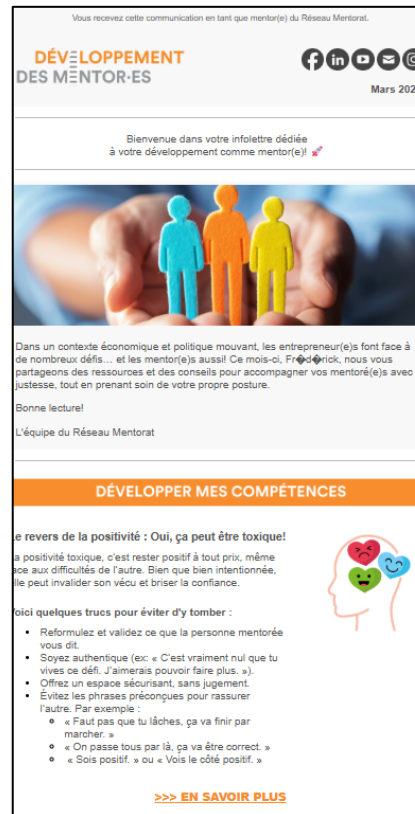 Vous recevez cette communication en tant que mentor(e) du Réseau Mentorat.
DÉVELOPPEMENT
DES MENTOR·ES
Mars 202
Bienvenue dans votre infolettre dédiée
à votre développement comme mentor(e)! 🚀
Dans un contexte économique et politique mouvant, les entrepreneur(e)s font face à
de nombreux défis… et les mentor(e)s aussi! Ce mois-ci, Fr�d�rick, nous vous
partageons des ressources et des conseils pour accompagner vos mentoré(e)s avec
justesse, tout en prenant soin de votre propre posture.
Bonne lecture!
L'équipe du Réseau Mentorat
DÉVELOPPER MES COMPÉTENCES
Le revers de la positivité : Oui, ça peut être toxique!
La positivité toxique, c'est rester positif à tout prix, même
face aux difficultés de l'autre. Bien que bien intentionnée,
elle peut invalider son vécu et briser la confiance.
Voici quelques trucs pour éviter d'y tomber :
• Reformulez et validez ce que la personne mentorée
vous dit.
• Soyez authentique (ex: « C'est vraiment nul que tu
vives ce défi. J'aimerais pouvoir faire plus. »).
• Offrez un espace sécurisant, sans jugement.
• Évitez les phrases préconçues pour rassurer
l'autre. Par exemple :
« Faut pas que tu lâches, ça va finir par
marcher. »
« On passe tous par là, ça va être correct. »
« Sois positif. » ou « Vois le côté positif. »
>>> EN SAVOIR PLUS